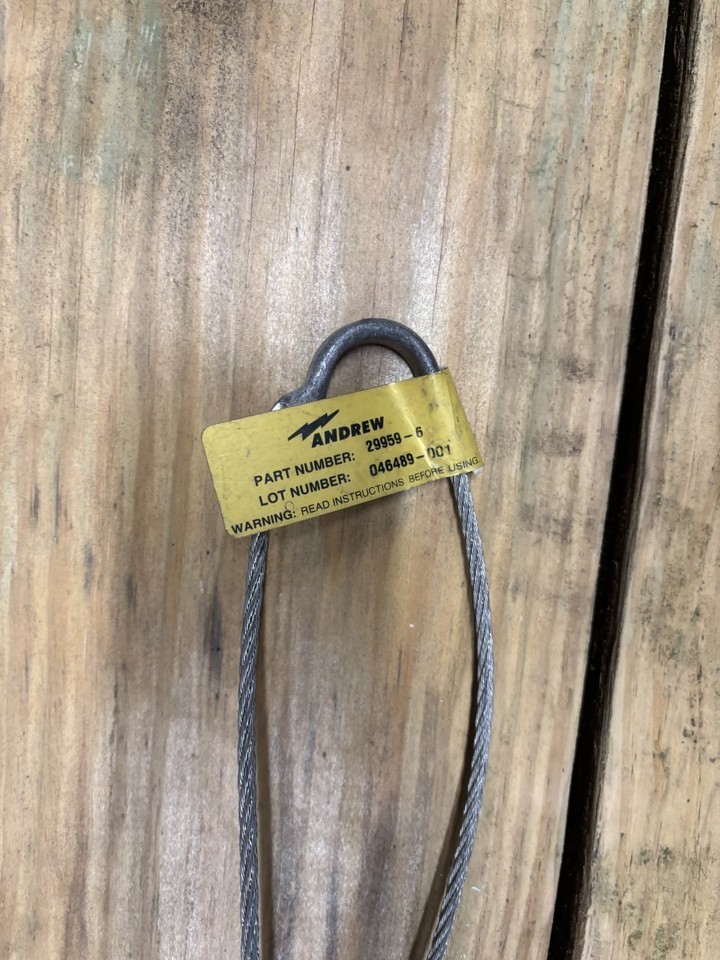 ANDREW
PART NUMBER: 29959-6
LOT NUMBER: 046489-001
WARNING: READ INSTRUCTIONS BEFORE USING